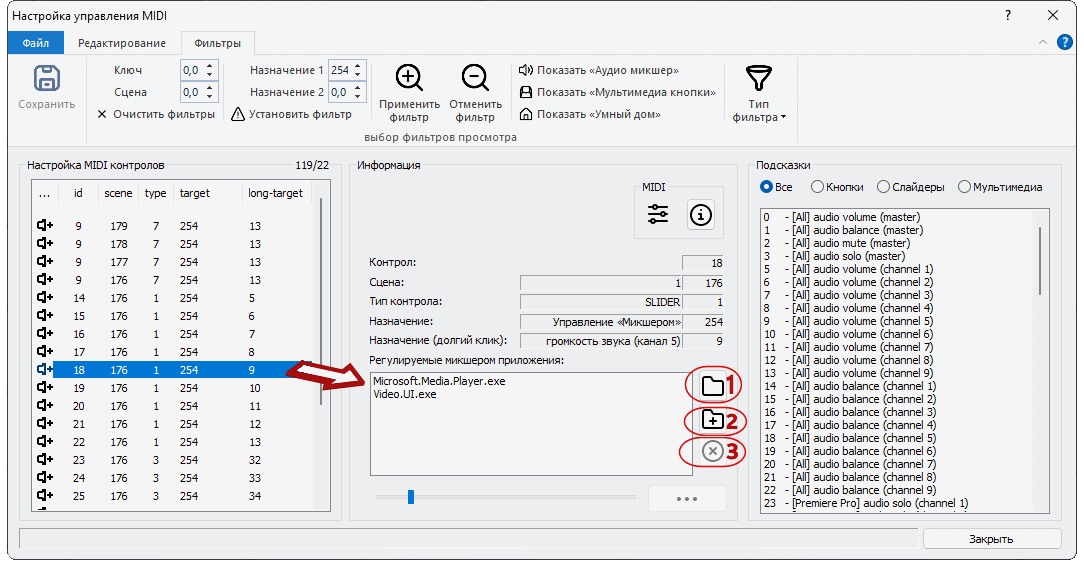 Настройка управления MIDI
?
Файл Редактирование Фильтры
?
Сохранить
Ключ 0,0
Сцена 0,0
Очистить фильтры
Назначение 1 254
Назначение 2 0,0
Установить фильтр
Применить фильтр
Отменить фильтр
Показать «Аудио микшер»
Показать «Мультимедиа кнопки»
Показать «Умный дом»
Тип фильтра
выбор фильтров просмотра
Настройка MIDI контролов 119/22
... id scene type target long-target
9 179 7 254 13
9 178 7 254 13
9 177 7 254 13
9 176 7 254 13
14 176 1 254 5
15 176 1 254 6
16 176 1 254 7
17 176 1 254 8
18 176 1 254 9
19 176 1 254 10
20 176 1 254 11
21 176 1 254 12
22 176 1 254 13
23 176 3 254 32
24 176 3 254 33
25 176 3 254 34
Информация
MIDI
Контрол: 18
Сцена: 1 176
Тип контрола: SLIDER 1
Назначение: Управление «Микшером» 254
Назначение (долгий клик): громкость звука (канал 5) 9
Регулируемые микшером приложения:
Microsoft.Media.Player.exe
Video.UI.exe
1
2
3
...
Подсказки
Все Кнопки Слайдеры Мультимедиа
0 - [All] audio volume (master)
1 - [All] audio balance (master)
2 - [All] audio mute (master)
3 - [All] audio solo (master)
5 - [All] audio volume (channel 1)
6 - [All] audio volume (channel 2)
7 - [All] audio volume (channel 3)
8 - [All] audio volume (channel 4)
9 - [All] audio volume (channel 5)
10 - [All] audio volume (channel 6)
11 - [All] audio volume (channel 7)
12 - [All] audio volume (channel 8)
13 - [All] audio volume (channel 9)
14 - [All] audio balance (channel 1)
15 - [All] audio balance (channel 2)
16 - [All] audio balance (channel 3)
17 - [All] audio balance (channel 4)
18 - [All] audio balance (channel 5)
19 - [All] audio balance (channel 6)
20 - [All] audio balance (channel 7)
21 - [All] audio balance (channel 8)
22 - [All] audio balance (channel 9)
23 - [Premiere Pro] audio solo (channel 1)
Закрыть